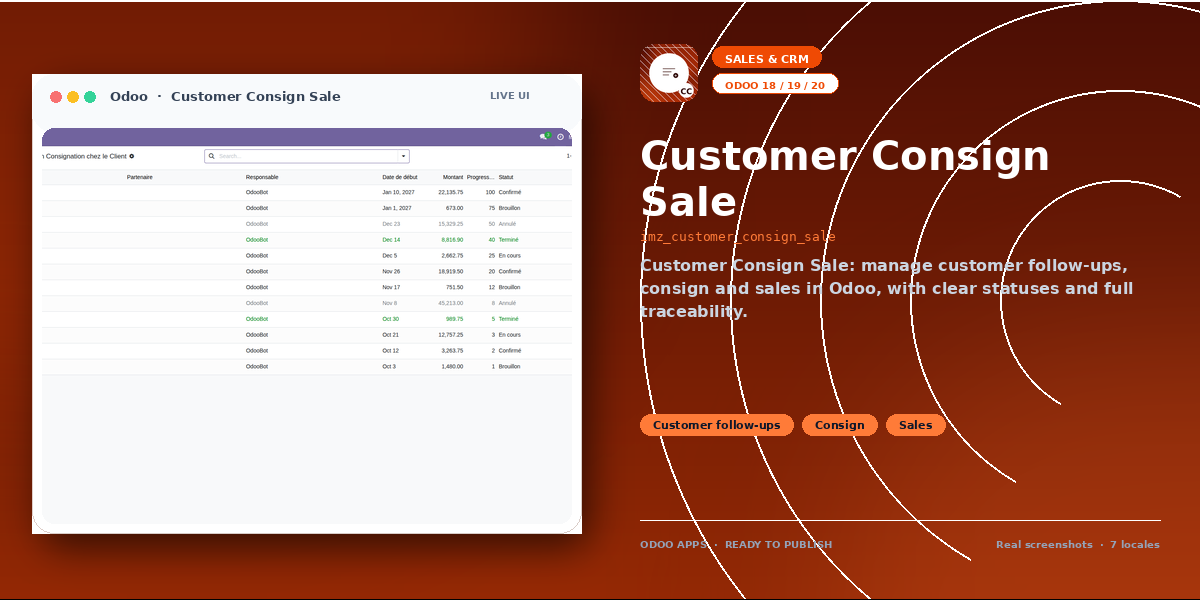 Odoo · Customer Consign Sale
LIVE UI
Consignation chez le Client
Search...
Partenaire Responsable Date de début Montant Progress... Statut
OdooBot Jan 10, 2027 22,135.75 100 Confirmé
OdooBot Jan 1, 2027 673.00 75 Brouillon
OdooBot Dec 23 15,329.25 50 Annulé
OdooBot Dec 14 8,816.90 40 Terminé
OdooBot Dec 5 2,662.75 25 En cours
OdooBot Nov 26 18,919.50 20 Confirmé
OdooBot Nov 17 751.50 12 Brouillon
OdooBot Nov 8 45,213.00 8 Annulé
OdooBot Oct 30 989.75 5 Terminé
OdooBot Oct 21 12,757.25 3 En cours
OdooBot Oct 12 3,263.75 2 Confirmé
OdooBot Oct 3 1,480.00 1 Brouillon
CC
SALES & CRM
ODOO 18 / 19 / 20
Customer Consign
Sale
imz_customer_consign_sale
Customer Consign Sale: manage customer follow-ups,
consign and sales in Odoo, with clear statuses and full
traceability.
Customer follow-ups Consign Sales
ODOO APPS · READY TO PUBLISH
Real screenshots · 7 locales